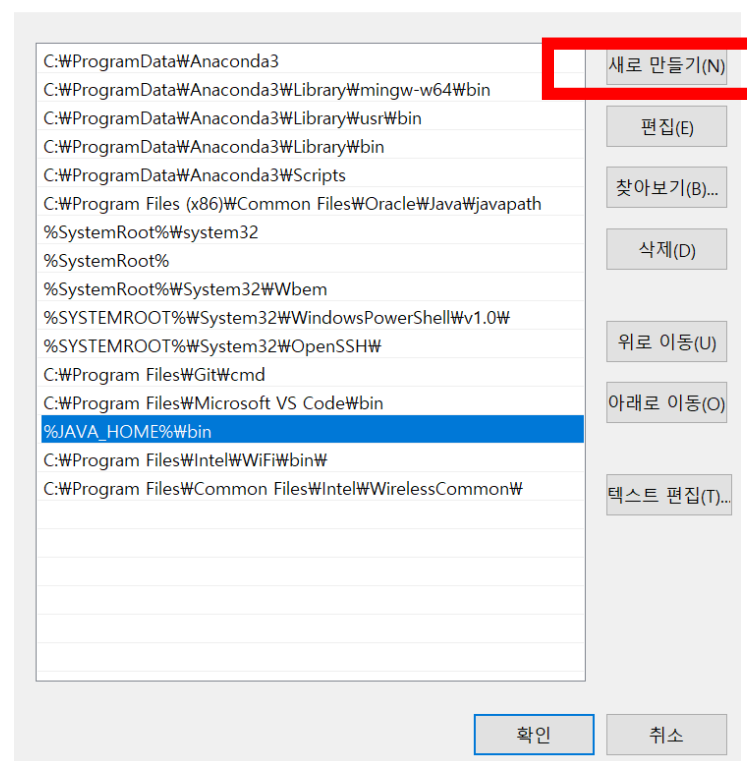 C:₩ProgramData₩Anaconda3
C:₩ProgramData₩Anaconda3₩Library₩mingw-w64₩bin
C:₩ProgramData₩Anaconda3₩Library₩usr₩bin
C:₩ProgramData₩Anaconda3₩Library₩bin
C:₩ProgramData₩Anaconda3₩Scripts
C:₩Program Files (x86)₩Common Files₩Oracle₩Java₩javapath
%SystemRoot%₩system32
%SystemRoot%
%SystemRoot%₩System32₩Wbem
%SYSTEMROOT%₩System32₩WindowsPowerShell₩v1.0₩
%SYSTEMROOT%₩System32₩OpenSSH₩
C:₩Program Files₩Git₩cmd
C:₩Program Files₩Microsoft VS Code₩bin
%JAVA_HOME%₩bin
C:₩Program Files₩Intel₩WiFi₩bin₩
C:₩Program Files₩Common Files₩Intel₩WirelessCommon₩
새로 만들기(N)
편집(E)
찾아보기(B)...
삭제(D)
위로 이동(U)
아래로 이동(O)
텍스트 편집(T)...
확인
취소